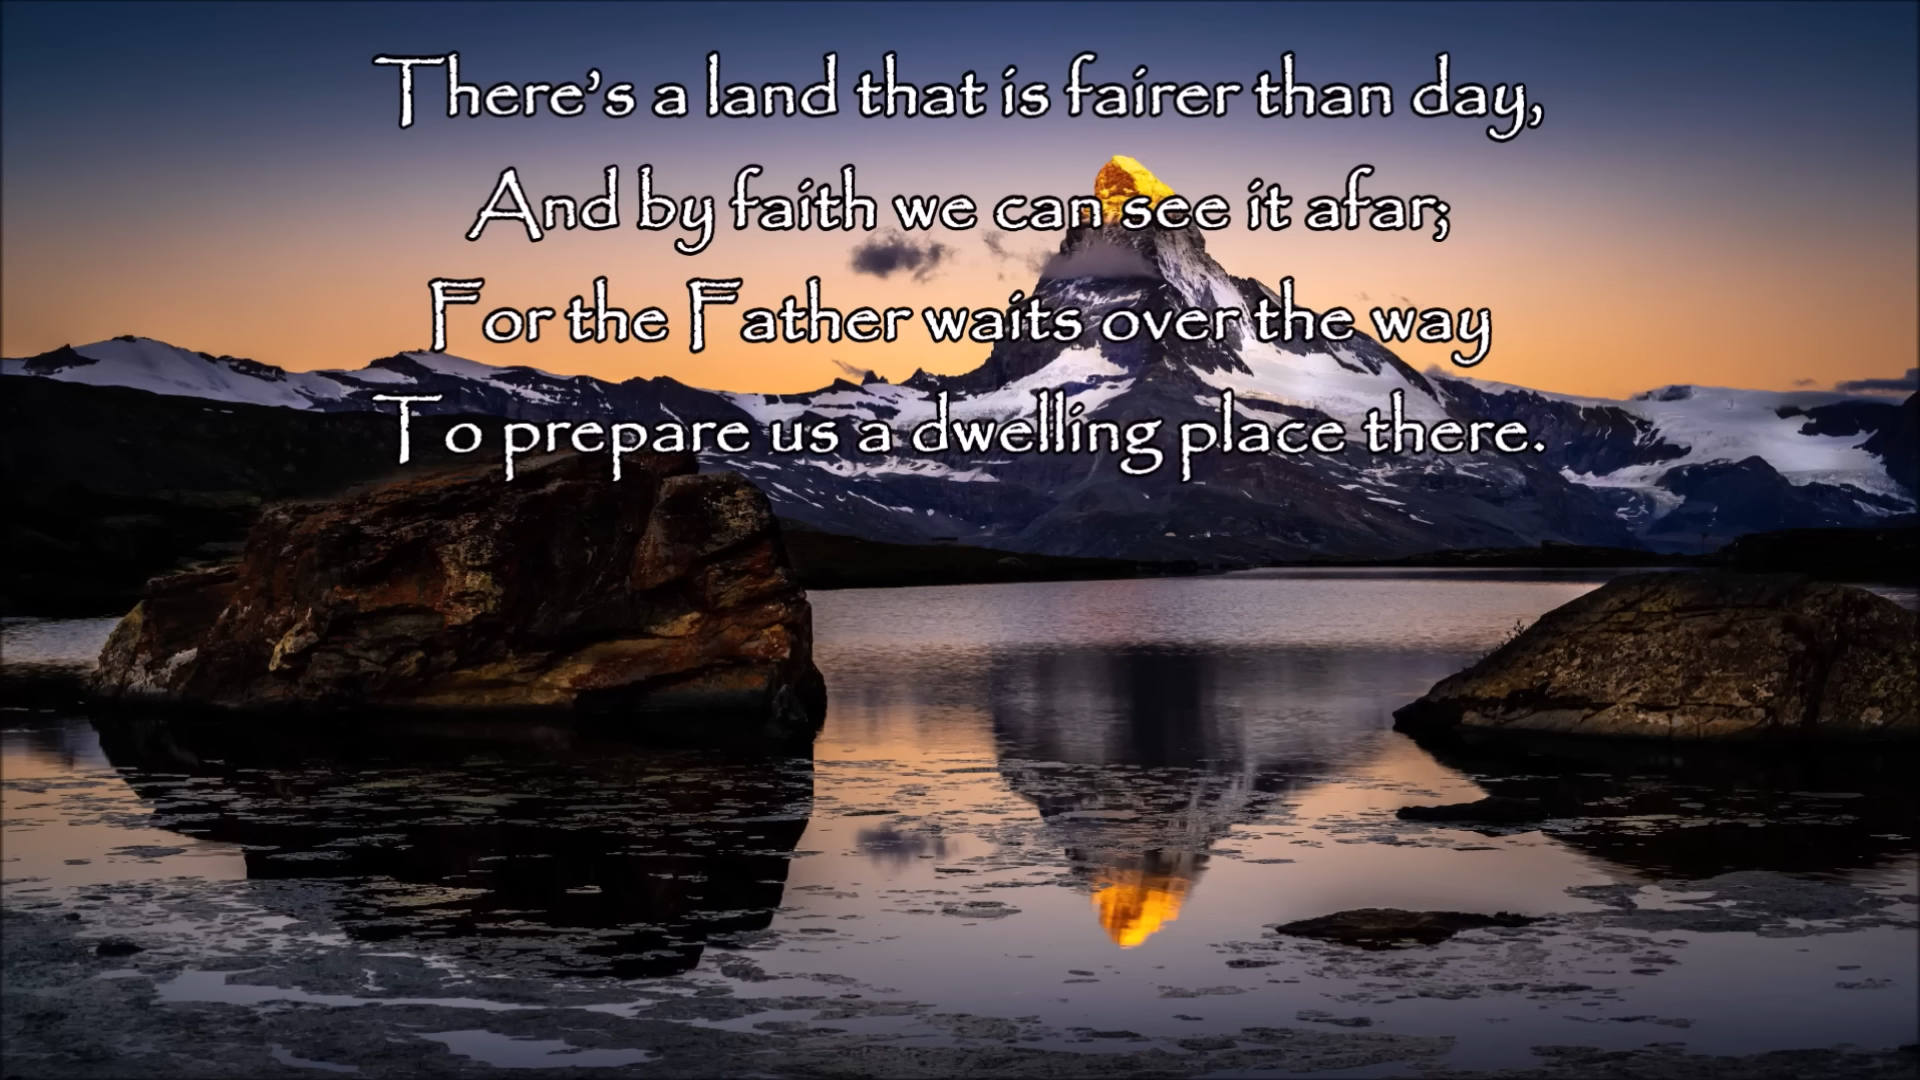 There’s a land that is fairer than day,
And by faith we can see it afar;
For the Father waits over the way
To prepare us a dwelling place there.